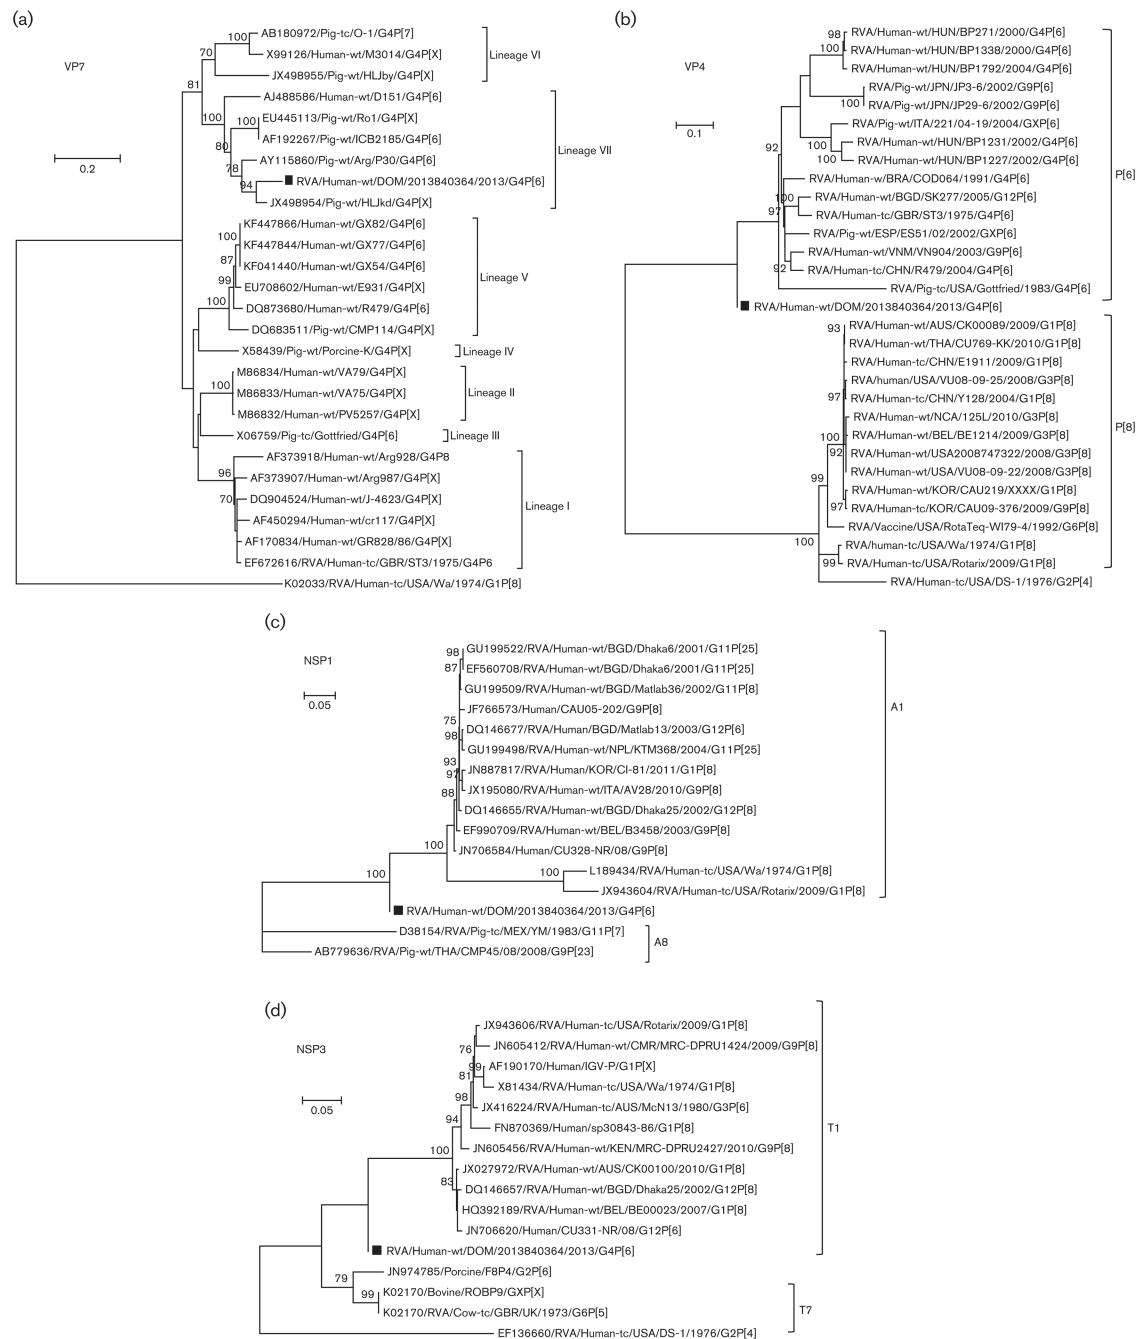 (a)
VP7
0.2
100
AB180972/Pig-tc/O-1/G4P[7]
70
X99126/Human-wt/M3014/G4P[X]
Lineage VI
JX498955/Pig-wt/HLJby/G4P[X]
81
AJ488586/Human-wt/D151/G4P[6]
100
EU445113/Pig-wt/Ro1/G4P[X]
100
AF192267/Pig-wt/ICB2185/G4P[6]
80
Lineage VII
AY115860/Pig-wt/Arg/P30/G4P[6]
78
RVA/Human-wt/DOM/2013840364/2013/G4P[6]
94
JX498954/Pig-wt/HLJkd/G4P[X]
KF447866/Human-wt/GX82/G4P[6]
100
KF447844/Human-wt/GX77/G4P[6]
87
KF041440/Human-wt/GX54/G4P[6]
Lineage V
99
EU708602/Human-wt/E931/G4P[X]
100
DQ873680/Human-wt/R479/G4P[6]
DQ683511/Pig-wt/CMP114/G4P[X]
X58439/Pig-wt/Porcine-K/G4P[X]
Lineage IV
M86834/Human-wt/VA79/G4P[X]
100
M86833/Human-wt/VA75/G4P[X]
Lineage II
M86832/Human-wt/PV5257/G4P[X]
X06759/Pig-tc/Gottfried/G4P[6]
Lineage III
AF373918/Human-wt/Arg928/G4P8
96
AF373907/Human-wt/Arg987/G4P[X]
70
DQ904524/Human-wt/J-4623/G4P[X]
Lineage I
AF450294/Human-wt/cr117/G4P[X]
AF170834/Human-wt/GR828/86/G4P[X]
EF672616/RVA/Human-tc/GBR/ST3/1975/G4P6
K02033/RVA/Human-tc/USA/Wa/1974/G1P[8]
(b)
VP4
0.1
98
RVA/Human-wt/HUN/BP271/2000/G4P[6]
100
RVA/Human-wt/HUN/BP1338/2000/G4P[6]
RVA/Human-wt/HUN/BP1792/2004/G4P[6]
RVA/Pig-wt/JPN/JP3-6/2002/G9P[6]
100
RVA/Pig-wt/JPN/JP29-6/2002/G9P[6]
RVA/Pig-wt/ITA/221/04-19/2004/GXP[6]
100
RVA/Human-wt/HUN/BP1231/2002/G4P[6]
92
100
RVA/Human-wt/HUN/BP1227/2002/G4P[6]
P[6]
RVA/Human-w/BRA/COD064/1991/G4P[6]
100
RVA/Human-wt/BGD/SK277/2005/G12P[6]
97
RVA/Human-tc/GBR/ST3/1975/G4P[6]
RVA/Pig-wt/ESP/ES51/02/2002/GXP[6]
RVA/Human-wt/VNM/VN904/2003/G9P[6]
92
RVA/Human-tc/CHN/R479/2004/G4P[6]
RVA/Pig-tc/USA/Gottfried/1983/G4P[6]
RVA/Human-wt/DOM/2013840364/2013/G4P[6]
93
RVA/Human-wt/AUS/CK00089/2009/G1P[8]
RVA/Human-wt/THA/CU769-KK/2010/G1P[8]
RVA/Human-tc/CHN/E1911/2009/G1P[8]
RVA/human/USA/VU08-09-25/2008/G3P[8]
97
RVA/Human-tc/CHN/Y128/2004/G1P[8]
RVA/Human-wt/NCA/125L/2010/G3P[8]
P[8]
100
RVA/Human-wt/BEL/BE1214/2009/G3P[8]
92
RVA/Human-wt/USA2008747322/2008/G3P[8]
99
RVA/Human-wt/USA/VU08-09-22/2008/G3P[8]
RVA/Human-wt/KOR/CAU219/XXXX/G1P[8]
97
RVA/Human-tc/KOR/CAU09-376/2009/G9P[8]
RVA/Vaccine/USA/RotaTeq-WI79-4/1992/G6P[8]
100
RVA/human-tc/USA/Wa/1974/G1P[8]
99
RVA/Human-tc/USA/Rotarix/2009/G1P[8]
RVA/Human-tc/USA/DS-1/1976/G2P[4]
(c)
NSP1
0.05
98
GU199522/RVA/Human-wt/BGD/Dhaka6/2001/G11P[25]
87
EF560708/RVA/Human-wt/BGD/Dhaka6/2001/G11P[25]
GU199509/RVA/Human-wt/BGD/Matlab36/2002/G11P[8]
A1
JF766573/Human/CAU05-202/G9P[8]
75
DQ146677/RVA/Human/BGD/Matlab13/2003/G12P[6]
98
GU199498/RVA/Human-wt/NPL/KTM368/2004/G11P[25]
93
JN887817/RVA/Human/KOR/CI-81/2011/G1P[8]
97
JX195080/RVA/Human-wt/ITA/AV28/2010/G9P[8]
88
DQ146655/RVA/Human-wt/BGD/Dhaka25/2002/G12P[8]
EF990709/RVA/Human-wt/BEL/B3458/2003/G9P[8]
100
JN706584/Human/CU328-NR/08/G9P[8]
100
100
L189434/RVA/Human-tc/USA/Wa/1974/G1P[8]
JX943604/RVA/Human-tc/USA/Rotarix/2009/G1P[8]
RVA/Human-wt/DOM/2013840364/2013/G4P[6]
D38154/RVA/Pig-tc/MEX/YM/1983/G11P[7]
A8
AB779636/RVA/Pig-wt/THA/CMP45/08/2008/G9P[23]
(d)
NSP3
0.05
JX943606/RVA/Human-tc/USA/Rotarix/2009/G1P[8]
76
JN605412/RVA/Human-wt/CMR/MRC-DPRU1424/2009/G9P[8]
99
AF190170/Human/IGV-P/G1P[X]
81
X81434/RVA/Human-tc/USA/Wa/1974/G1P[8]
98
JX416224/RVA/Human-tc/AUS/McN13/1980/G3P[6]
94
FN870369/Human/sp30843-86/G1P[8]
T1
100
JN605456/RVA/Human-wt/KEN/MRC-DPRU2427/2010/G9P[8]
JX027972/RVA/Human-wt/AUS/CK00100/2010/G1P[8]
83
DQ146657/RVA/Human-wt/BGD/Dhaka25/2002/G12P[6]
HQ392189/RVA/Human-wt/BEL/BE00023/2007/G1P[8]
JN706620/Human/CU331-NR/08/G12P[6]
RVA/Human-wt/DOM/2013840364/2013/G4P[6]
79
JN974785/Porcine/F8P4/G2P[6]
99
K02170/Bovine/ROBP9/GXP[X]
K02170/RVA/Cow-tc/GBR/UK/1973/G6P[5]
T7
EF136660/RVA/Human-tc/USA/DS-1/1976/G2P[4]